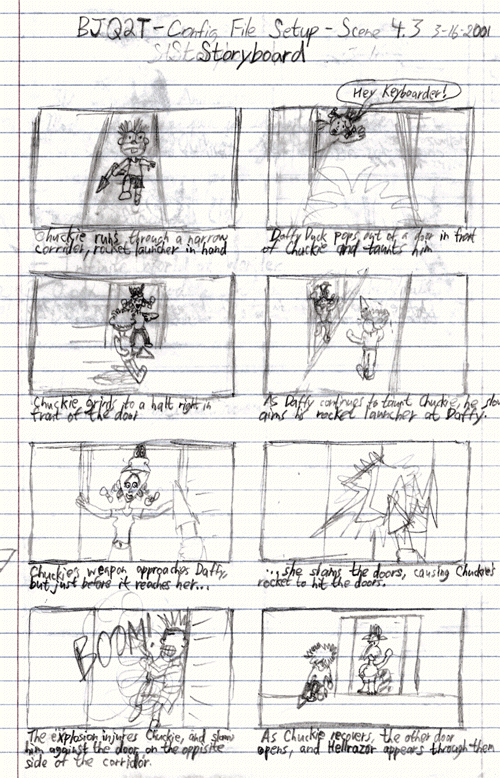 BJQ2T - Config File Setup - Scene 4.3 3-16-2001
Storyboard
Hey Keyboarder!
Chuckie runs through a narrow
corrider, rocket launcher in hand
Daffy Duck pops out of a door in front
of Chuckie and taunts him
Chuckie grinds to a halt right in
front of the door
As Daffy continues to taunt Chuckie, he slow
aims his rocket launcher at Daffy.
Chuckie's weapon approaches Daffy,
but just before it reaches her...
...she slams the doors, causing Chuckie's
rocket to hit the doors.
BOOM!
The explosion injures Chuckie, and slams
him against the door on the opposite
side of the corridor.
As Chuckie recovers, the other door
opens, and Hellrazor appears through them